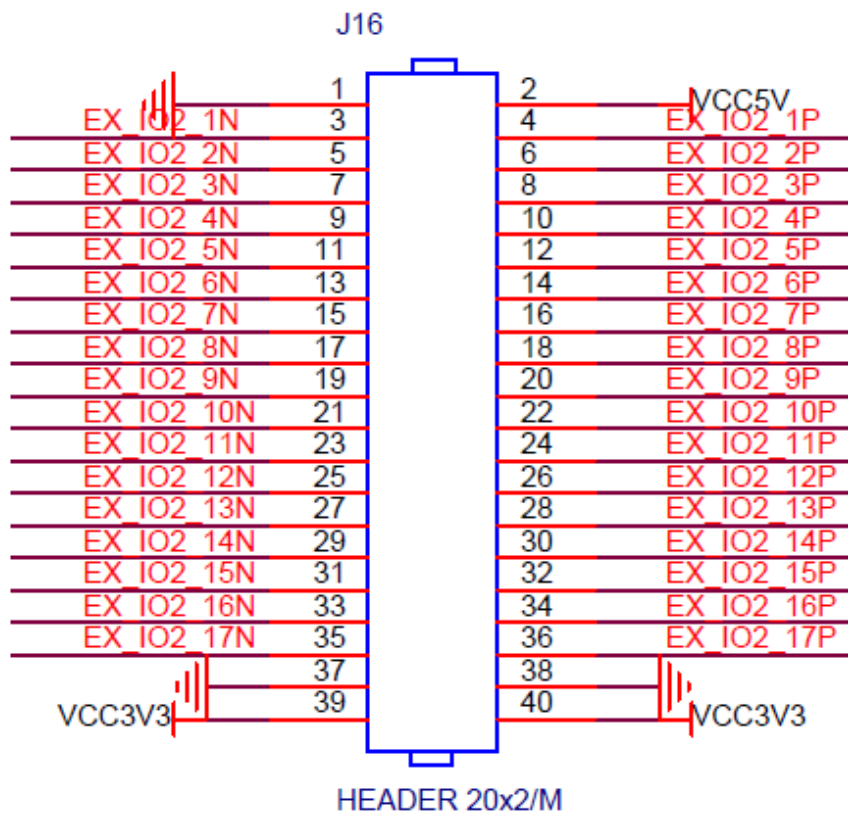 J16
1 2 VCC5V
EX_IO2_1N 3 4 EX_IO2_1P
EX_IO2_2N 5 6 EX_IO2_2P
EX_IO2_3N 7 8 EX_IO2_3P
EX_IO2_4N 9 10 EX_IO2_4P
EX_IO2_5N 11 12 EX_IO2_5P
EX_IO2_6N 13 14 EX_IO2_6P
EX_IO2_7N 15 16 EX_IO2_7P
EX_IO2_8N 17 18 EX_IO2_8P
EX_IO2_9N 19 20 EX_IO2_9P
EX_IO2_10N 21 22 EX_IO2_10P
EX_IO2_11N 23 24 EX_IO2_11P
EX_IO2_12N 25 26 EX_IO2_12P
EX_IO2_13N 27 28 EX_IO2_13P
EX_IO2_14N 29 30 EX_IO2_14P
EX_IO2_15N 31 32 EX_IO2_15P
EX_IO2_16N 33 34 EX_IO2_16P
EX_IO2_17N 35 36 EX_IO2_17P
37 38
VCC3V3 39 40 VCC3V3
HEADER 20x2/M